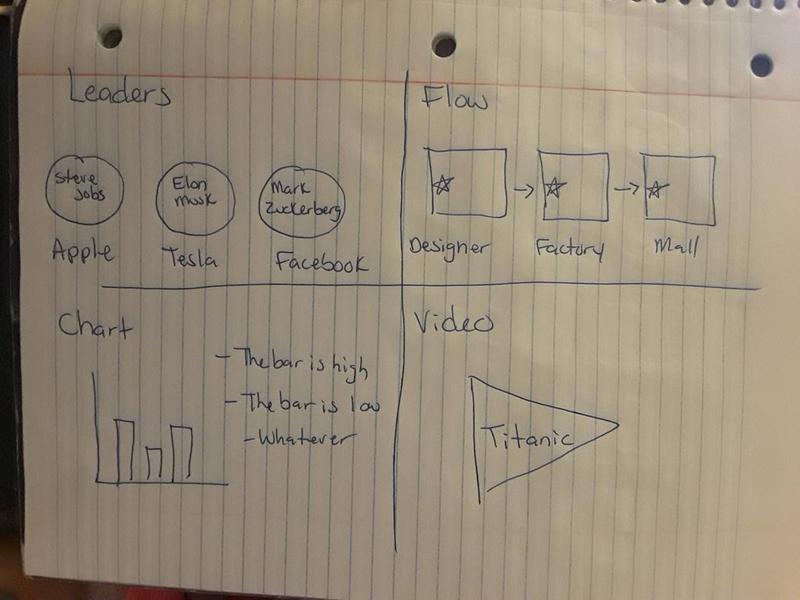 Leaders
Steve
Jobs
Elon
musk
Mark
Zuckerberg
Apple
Tesla
Facebook
Flow
Designer
Factory
Mall
Chart
- The bar is high
- The bar is low
- Whatever
Video
Titanic